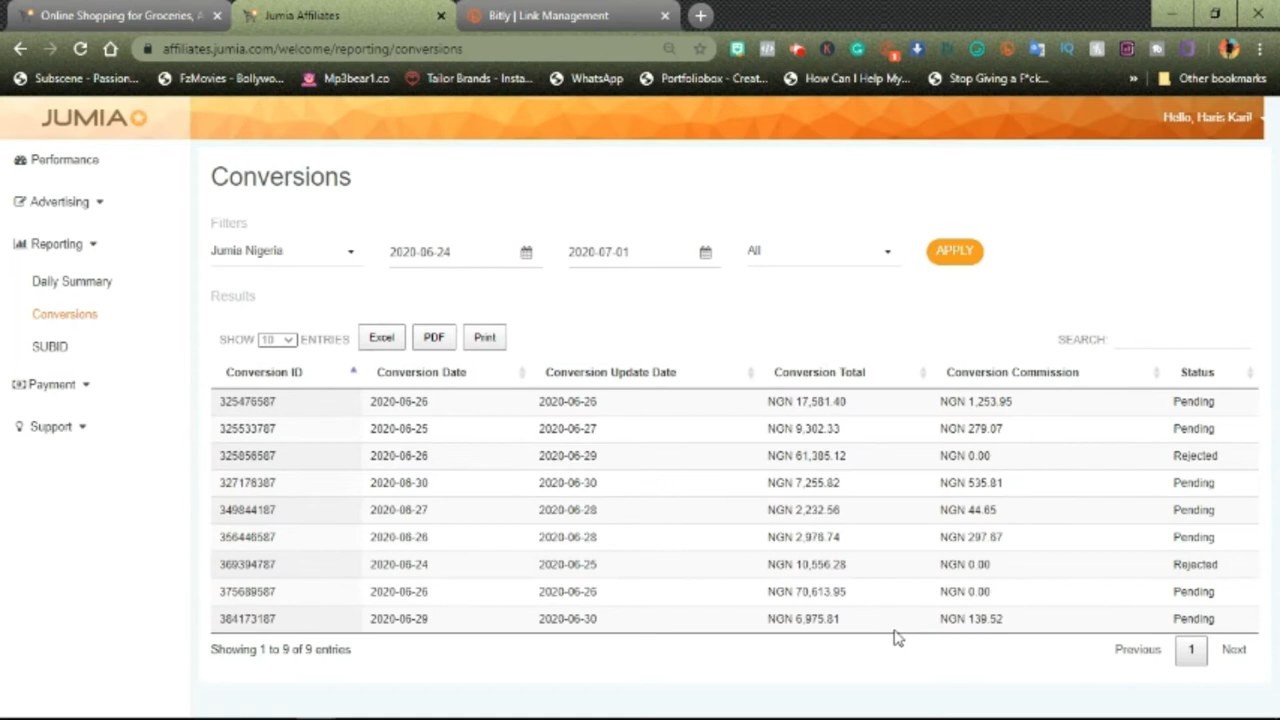 Online Shopping for Groceries,
Jumia Affiliates
Bitly | Link Management
affiliates.jumia.com/welcome/reporting/conversions
Subscene - Passion...
FzMovies - Bollywo...
Mp3bear1.co
Tailor Brands - Insta...
WhatsApp
Portfoliobox - Creat...
How Can I Help My...
Stop Giving a F*ck...
»
Other bookmarks
JUMIA
Hello, Haris Karil
Performance
Advertising
Reporting
Daily Summary
Conversions
SUBID
Payment
Support
Conversions
Filters
Jumia Nigeria 2020-06-24 2020-07-01 All APPLY
Results
SHOW 10 ENTRIES Excel PDF Print SEARCH:
Conversion ID Conversion Date Conversion Update Date Conversion Total Conversion Commission Status
325476587 2020-06-26 2020-06-26 NGN 17,581.40 NGN 1,253.95 Pending
325533787 2020-06-25 2020-06-27 NGN 9,302.33 NGN 279.07 Pending
325856587 2020-06-26 2020-06-29 NGN 61,385.12 NGN 0.00 Rejected
327176387 2020-06-30 2020-06-30 NGN 7,255.82 NGN 535.81 Pending
349844187 2020-06-27 2020-06-28 NGN 2,232.56 NGN 44.65 Pending
356446587 2020-06-26 2020-06-28 NGN 2,976.74 NGN 297.67 Pending
369394787 2020-06-24 2020-06-25 NGN 10,556.28 NGN 0.00 Rejected
375689587 2020-06-26 2020-06-26 NGN 70,613.95 NGN 0.00 Pending
384173187 2020-06-29 2020-06-30 NGN 6,975.81 NGN 139.52 Pending
Showing 1 to 9 of 9 entries Previous 1 Next